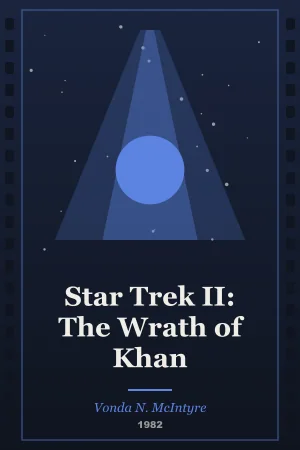 Star Trek II:
The Wrath of
Khan
Vonda N. McIntyre
1982